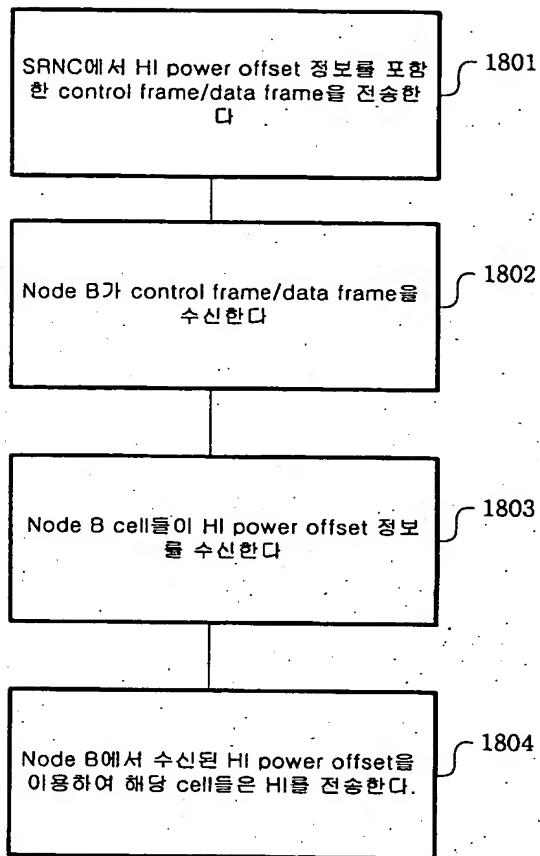 SRNC에서 HI power offset 정보를 포함
한 control frame/data frame을 전송한
다
1801
Node B가 control frame/data frame을
수신한다
1802
Node B cell들이 HI power offset 정보
를 수신한다
1803
Node B에서 수신된 HI power offset을
이용하여 해당 cell들은 HI를 전송한다.
1804